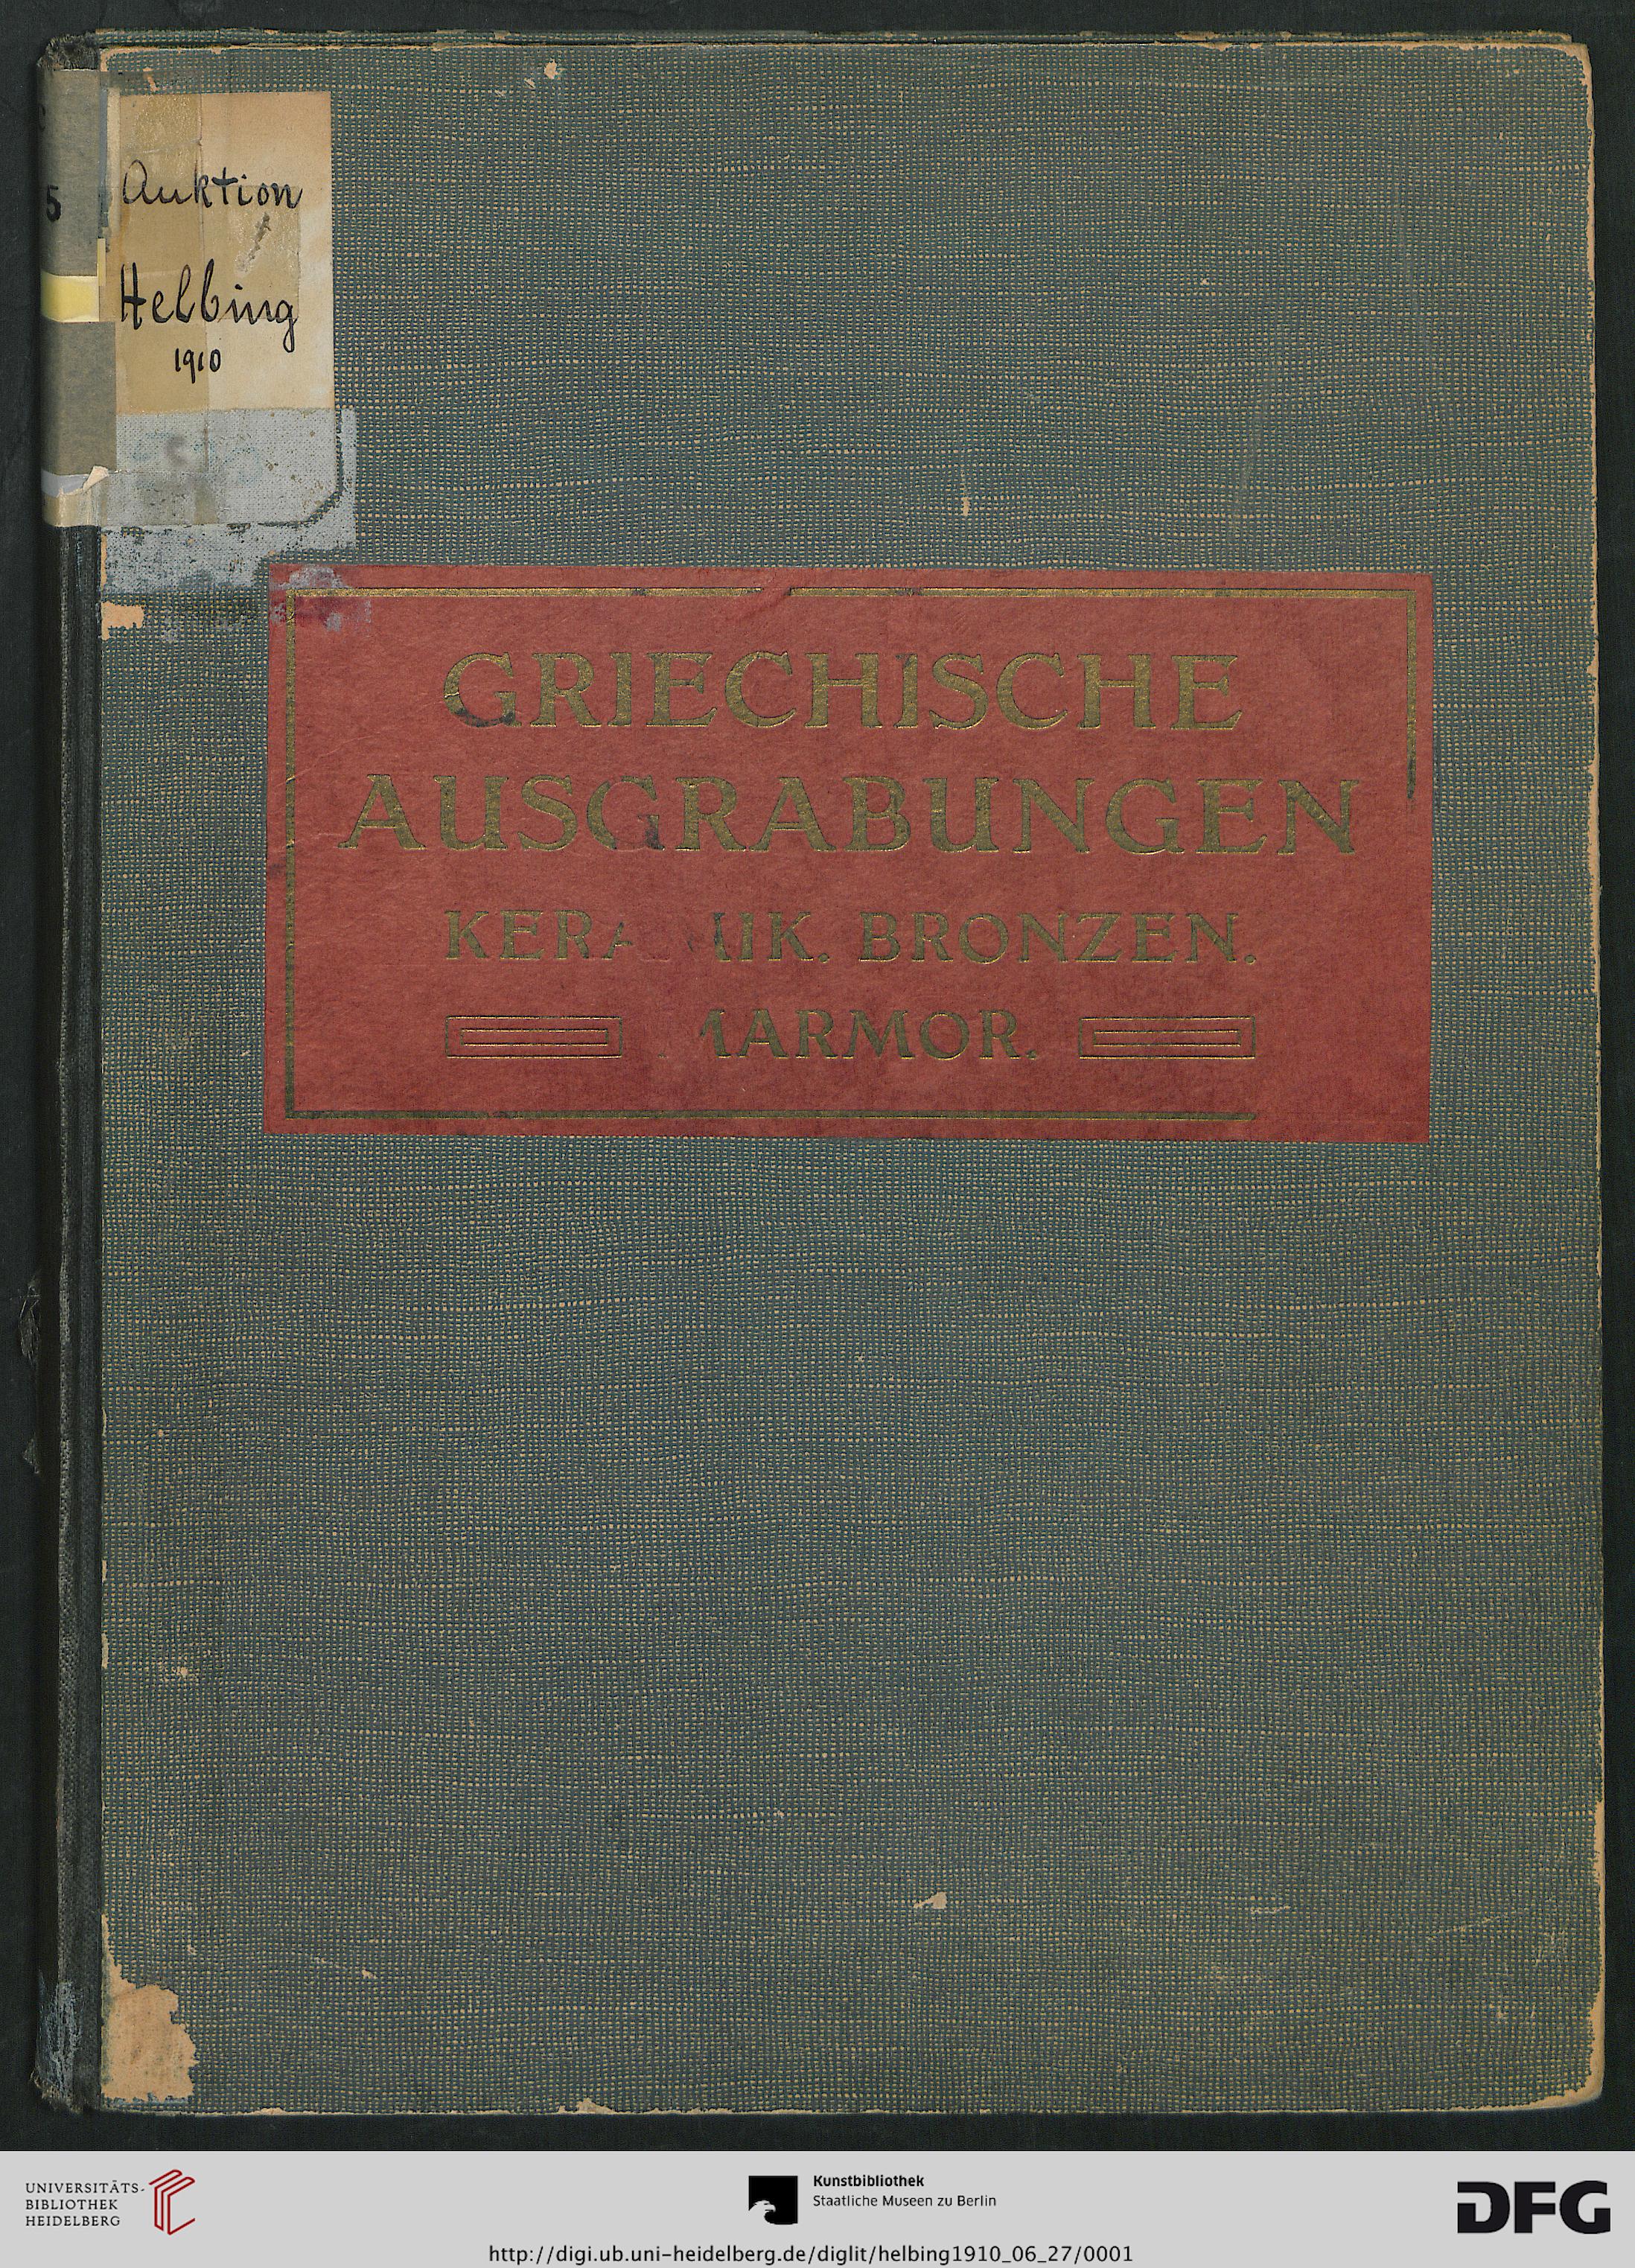 5
Auktion
Helbing
1910
GRIECHISCHE
AUSGRABUNGEN
KERAMIK. BRONZEN.
MARMOR.
UNIVERSITÄTS-
BIBLIOTHEK
HEIDELBERG
Kunstbibliothek
Staatliche Museen zu Berlin
DFG
http://digi.ub.uni-heidelberg.de/diglit/helbing1910_06_27/0001